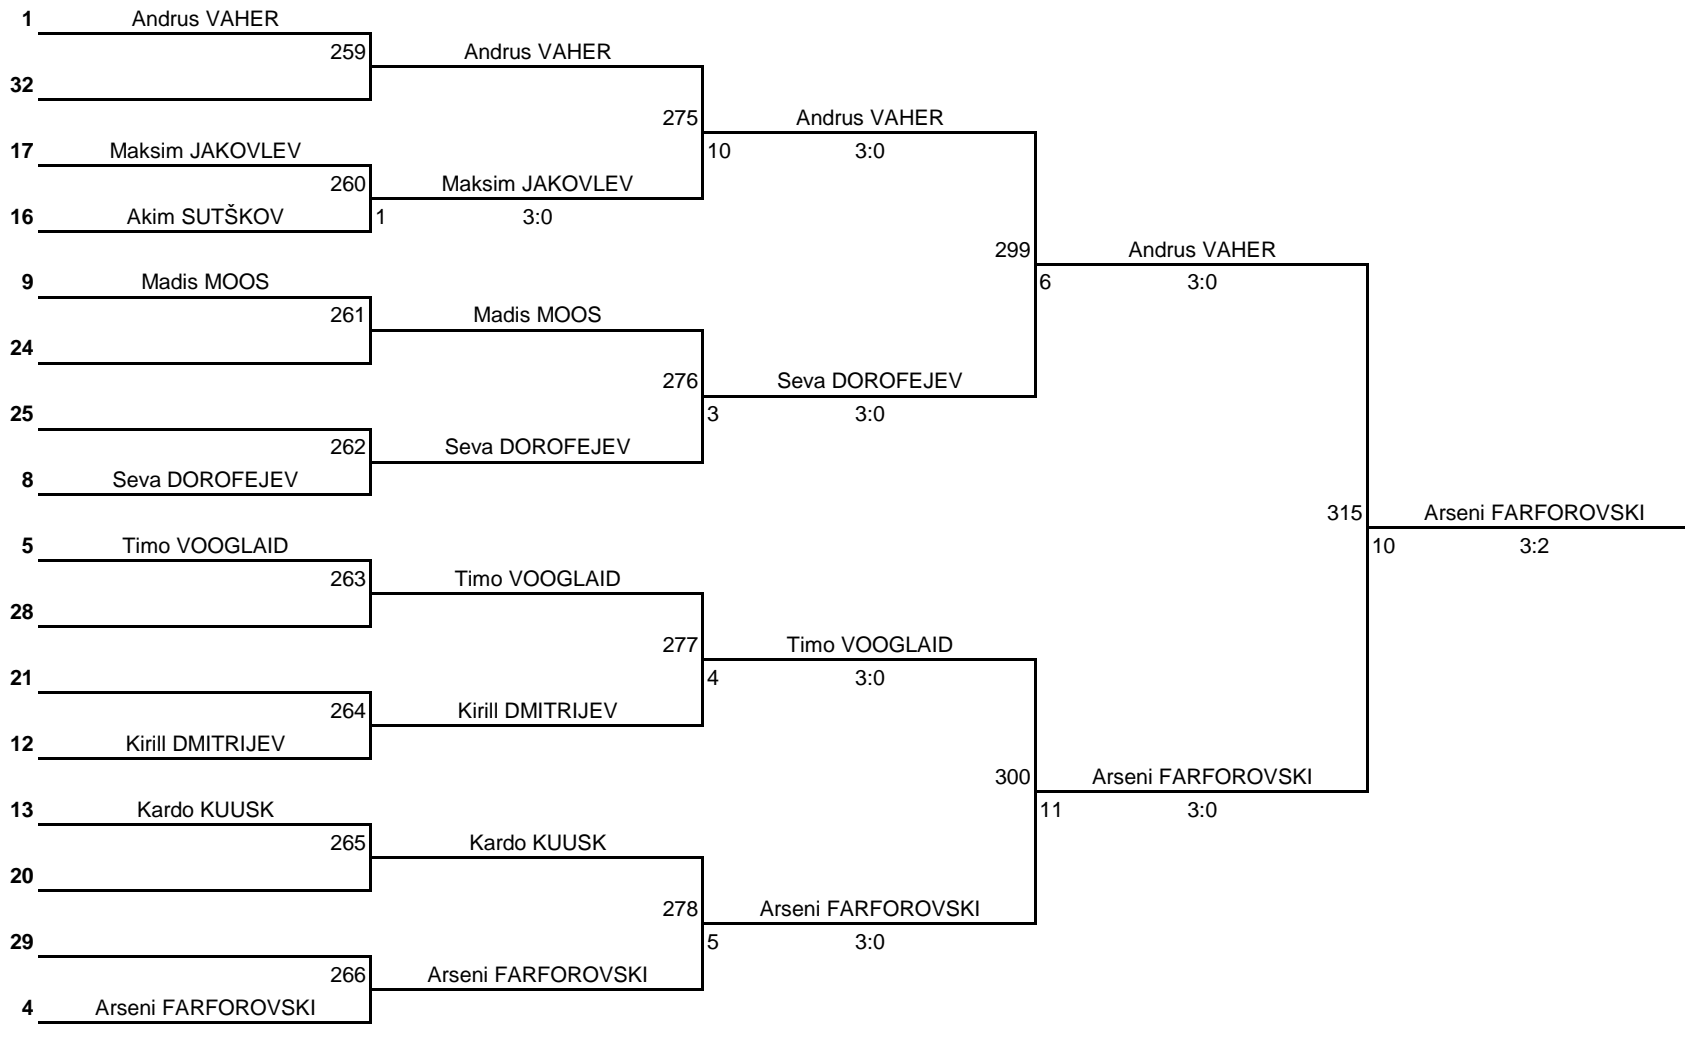 1 Andrus VAHER
259 Andrus VAHER
32
275 Andrus VAHER
17 Maksim JAKOVLEV 10 3:0
260 Maksim JAKOVLEV
16 Akim SUTŠKOV 1 3:0
299 Andrus VAHER
9 Madis MOOS 6 3:0
261 Madis MOOS
24
276 Seva DOROFEJEV
25 3 3:0
262 Seva DOROFEJEV
8 Seva DOROFEJEV
315 Arseni FARFOROVSKI
5 Timo VOOGLAID 10 3:2
263 Timo VOOGLAID
28
277 Timo VOOGLAID
21 4 3:0
264 Kirill DMITRIJEV
12 Kirill DMITRIJEV
300 Arseni FARFOROVSKI
13 Kardo KUUSK 11 3:0
265 Kardo KUUSK
20
278 Arseni FARFOROVSKI
29 5 3:0
266 Arseni FARFOROVSKI
4 Arseni FARFOROVSKI